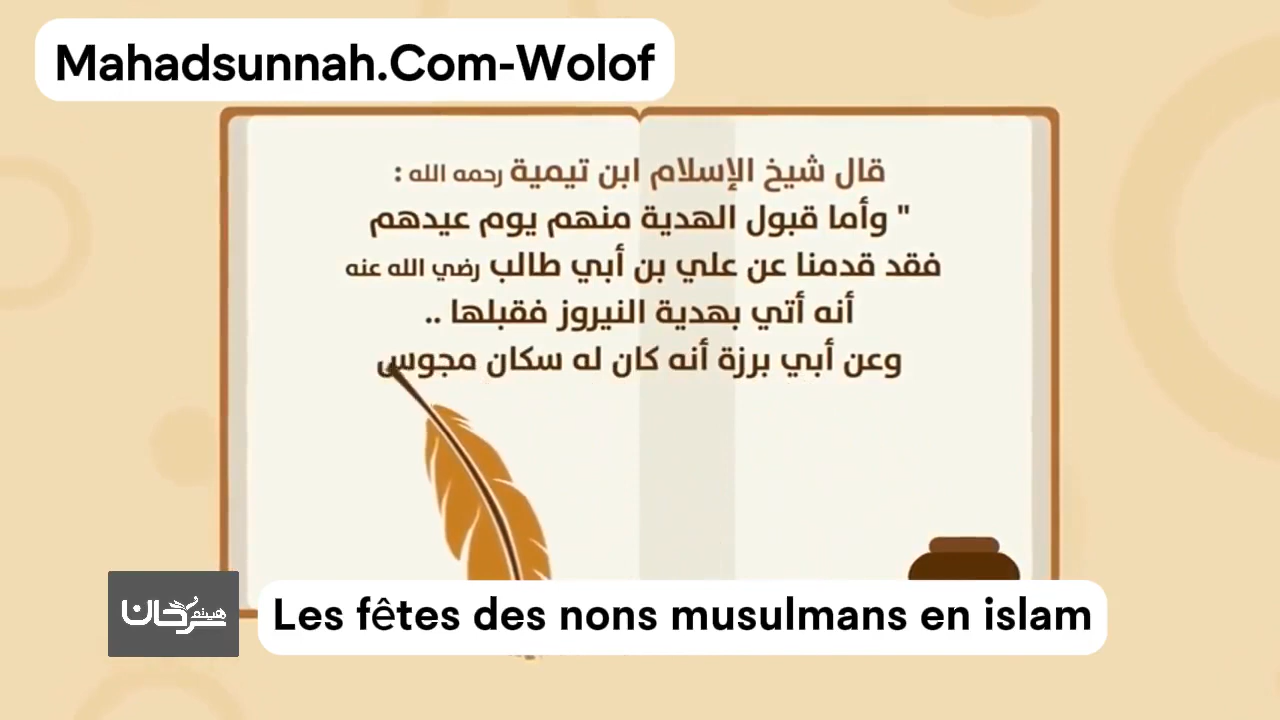 Mahadsunnah.Com-Wolof
قال شيخ الإسلام ابن تيمية رحمه الله :
" وأما قبول الهدية منهم يوم عيدهم
فقد قدمنا عن علي بن أبي طالب رضي الله عنه
أنه أتي بهدية النيروز فقبلها ..
وعن أبي برزة أنه كان له سكان مجوس
هيثم سرحان
Les fêtes des nons musulmans en islam